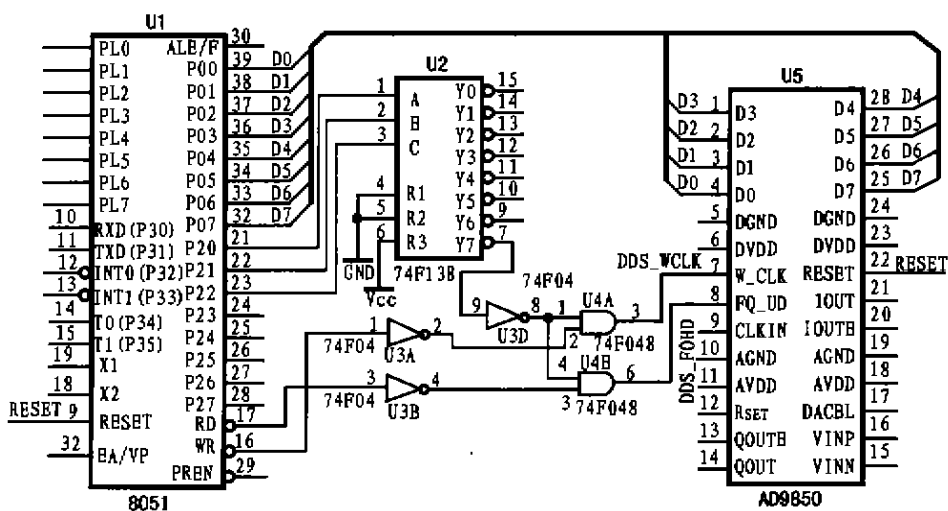 U1
PL0
PL1
PL2
PL3
PL4
PL5
PL6
PL7
10 RXD(P30)
11 TXD(P31)
12 INT0(P32)
13 INT1(P33)
14 T0(P34)
15 T1(P35)
19 X1
18 X2
RESET 9 RESET
32 EA/VP
ALE/F 30
P00 39 D0
P01 38 D1
P02 37 D2
P03 36 D3
P04 35 D4
P05 34 D5
P06 33 D6
P07 32 D7
P20 21
P21 22
P22 23
P23 24
P24 25
P25 26
P26 27
P27 28
RD 17
WR 16
PREN 29
8051
U2
1 A
2 B
3 C
4 R1
5 R2
6 R3
Y0 15
Y1 14
Y2 13
Y3 12
Y4 11
Y5 10
Y6 9
Y7 7
GND
Vcc
74F138
74F04
9 8
U3D
1 2
74F04 U3A
3 4
74F04 U3B
U4A
1 2 3
74F048
U4B
4 3 6
74F048
DDS_WCLK
DDS_FOHD
U5
D3 1 D3
D2 2 D2
D1 3 D1
D0 4 D0
5 DGND
6 DVDD
7 W_CLK
8 FQ_UD
9 CLKIN
10 AGND
11 AVDD
12 RSET
13 QOUTB
14 QOUT
D4 28 D4
D5 27 D5
D6 26 D6
D7 25 D7
DGND 24
DVDD 23
RESET 22 RESET
IOUT 21
IOUTB 20
AGND 19
AVDD 18
DACBL 17
VINP 16
VINN 15
AD9850